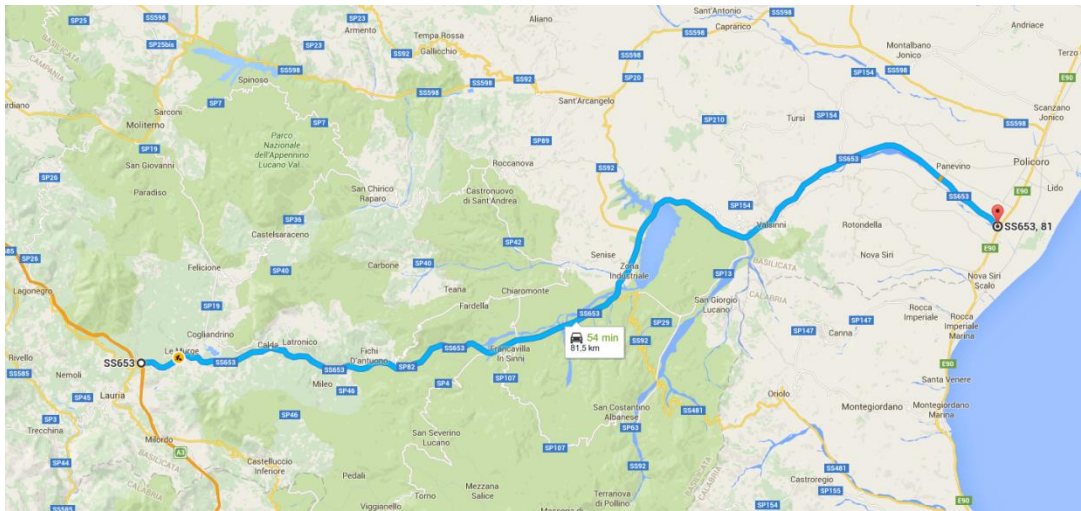 SS598
SP23
Aliano
Sant'Antonio
SS598
SP25
SP23
Armento
Tempa Rossa
Caprarico
Andriace
SP25bis
SS92
Gallicchio
SS598
Montalbano
Jonico
Terzo
SS598
SS598
E90
BASILICATA
CAMPANIA
Spinoso
SS598
SS92
SS598
SP20
SP154
SS598
Scanzano
Jonico
Sarconi
SP7
Sant'Arcangelo
Moliterno
SP7
SP210
Tursi
SP154
SS598
SP19
Parco
Nazionale
dell'Appennino
Lucano Val
SP89
San Giovanni
Roccanova
SS653
Panevino
Policoro
SP26
Paradiso
San Chirico
Raparo
Castronuovo
di Sant'Andrea
SS653
E90
Lido
SP154
SS653, 81
SP36
Valsinni
Rotondella
Castelsaraceno
SP42
E90
SP26
Felicione
SP40
Carbone
SP40
Senise
Zona
Industriale
BASILICATA
CALABRIA
SP13
Nova Siri
Nova Siri
Scalo
Lagonegro
Teana
Chiaromonte
San Giorgio
Lucano
Rocca
Imperiale
SP19
Fardella
SS653
SP147
SP147
Rocca
Imperiale
Marina
Cogliandrino
54 min
81,5 km
SP29
Canna
Rivello
SS653
Latronico
SS653
Francavilla
In Sinni
SS92
SS585
Nemoli
SS653
SS653
SP82
SP107
Santa Venere
Lauria
SP45
Mileo
SP46
SP4
Oriolo
SP3
Trecchina
SP46
San Costantino
Albanese
SS481
Montegiordano
Montegiordano
Marina
Milordo
San Severino
Lucano
SP63
SP44
A3
SP107
BASILICATA
CALABRIA
Castelluccio
Inferiore
SS92
SS481
Pedali
Castroregio
SP155
Mezzana
Salice
Torno
Terranova
di Pollino
E90
SS585
Viggianello
SP154